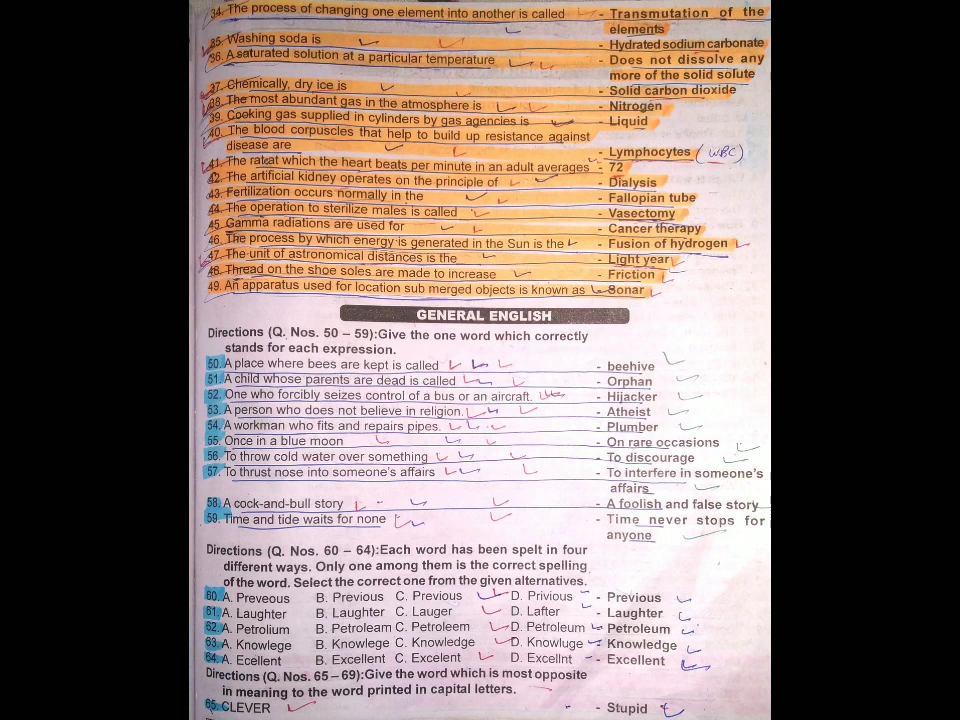 34. The process of changing one element into another is called - Transmutation of the
elements
35. Washing soda is - Hydrated sodium carbonate
36. A saturated solution at a particular temperature - Does not dissolve any
more of the solid solute
37. Chemically, dry ice is - Solid carbon dioxide
38. The most abundant gas in the atmosphere is - Nitrogen
39. Cooking gas supplied in cylinders by gas agencies is - Liquid
40. The blood corpuscles that help to build up resistance against
disease are - Lymphocytes (WBC)
41. The ratat which the heart beats per minute in an adult averages - 72
42. The artificial kidney operates on the principle of - Dialysis
43. Fertilization occurs normally in the - Fallopian tube
44. The operation to sterilize males is called - Vasectomy
45. Gamma radiations are used for - Cancer therapy
46. The process by which energy is generated in the Sun is the - Fusion of hydrogen
47. The unit of astronomical distances is the - Light year
48. Thread on the shoe soles are made to increase - Friction
49. An apparatus used for location sub merged objects is known as - Sonar
GENERAL ENGLISH
Directions (Q. Nos. 50 – 59):Give the one word which correctly
stands for each expression.
50. A place where bees are kept is called - beehive
51. A child whose parents are dead is called - Orphan
52. One who forcibly seizes control of a bus or an aircraft. - Hijacker
53. A person who does not believe in religion. - Atheist
54. A workman who fits and repairs pipes. - Plumber
55. Once in a blue moon - On rare occasions
56. To throw cold water over something - To discourage
57. To thrust nose into someone's affairs - To interfere in someone's
affairs
58. A cock-and-bull story - A foolish and false story
59. Time and tide waits for none - Time never stops for
anyone
Directions (Q. Nos. 60 – 64):Each word has been spelt in four
different ways. Only one among them is the correct spelling
of the word. Select the correct one from the given alternatives.
60. A. Preveous B. Previous C. Previous D. Privious - Previous
61. A. Laughter B. Laughter C. Lauger D. Lafter - Laughter
62. A. Petrolium B. Petroleam C. Petroleem D. Petroleum - Petroleum
63. A. Knowlege B. Knowlege C. Knowledge D. Knowluge - Knowledge
64. A. Ecellent B. Excellent C. Excelent D. Excellnt - Excellent
Directions (Q. Nos. 65 – 69):Give the word which is most opposite
in meaning to the word printed in capital letters.
65. CLEVER - Stupid